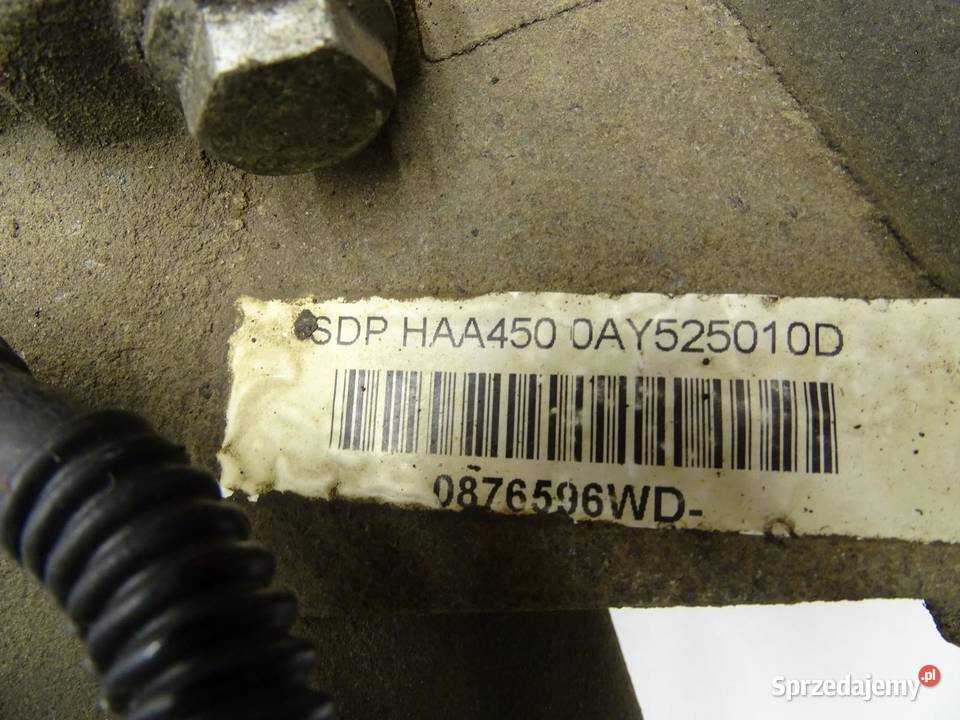 SDP HAA450 0AY525010D
0876596WD-
Sprzedajemy.pl